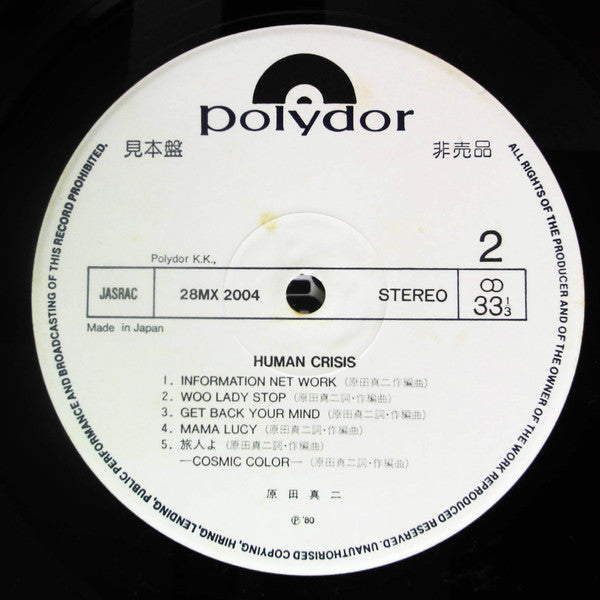 polydor
見本盤
非売品
2
Polydor K.K.,
JASRAC
28MX 2004
STEREO
33 1/3
Made in Japan
HUMAN CRISIS
1. INFORMATION NET WORK (原田真二作編曲)
2. WOO LADY STOP (原田真二詞・作編曲)
3. GET BACK YOUR MIND (原田真二詞・作編曲)
4. MAMA LUCY (原田真二詞・作編曲)
5. 旅人よ (原田真二詞・作編曲)
—COSMIC COLOR— (原田真二詞・作編曲)
原田真二
Ⓟ '80
ALL RIGHTS OF THE PRODUCER AND OF THE OWNER OF THE WORK REPRODUCED RESERVED. UNAUTHORISED COPYING, HIRING, LENDING, PUBLIC PERFORMANCE AND BROADCASTING OF THIS RECORD PROHIBITED.